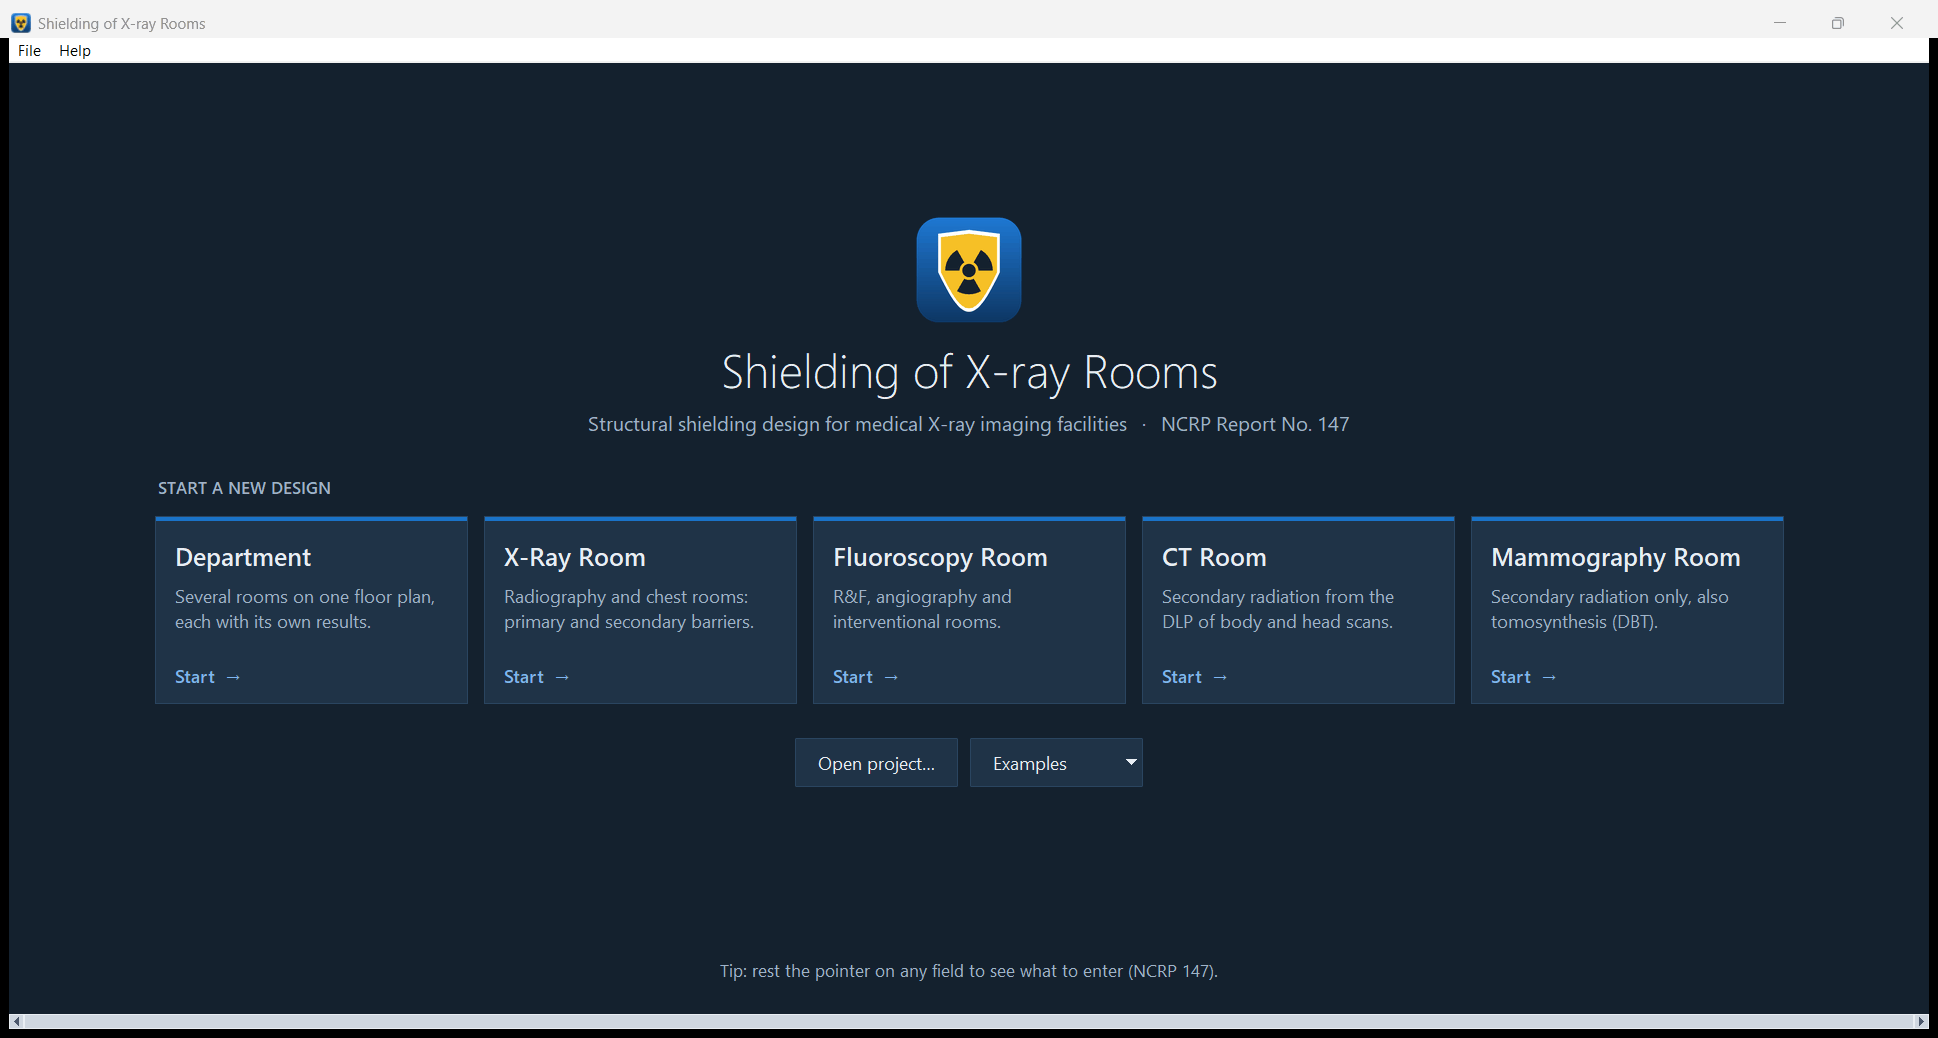 Shielding of X-ray Rooms
File Help
Shielding of X-ray Rooms
Structural shielding design for medical X-ray imaging facilities · NCRP Report No. 147
START A NEW DESIGN
Department
Several rooms on one floor plan,
each with its own results.
Start →
X-Ray Room
Radiography and chest rooms:
primary and secondary barriers.
Start →
Fluoroscopy Room
R&F, angiography and
interventional rooms.
Start →
CT Room
Secondary radiation from the
DLP of body and head scans.
Start →
Mammography Room
Secondary radiation only, also
tomosynthesis (DBT).
Start →
Open project...
Examples
Tip: rest the pointer on any field to see what to enter (NCRP 147).